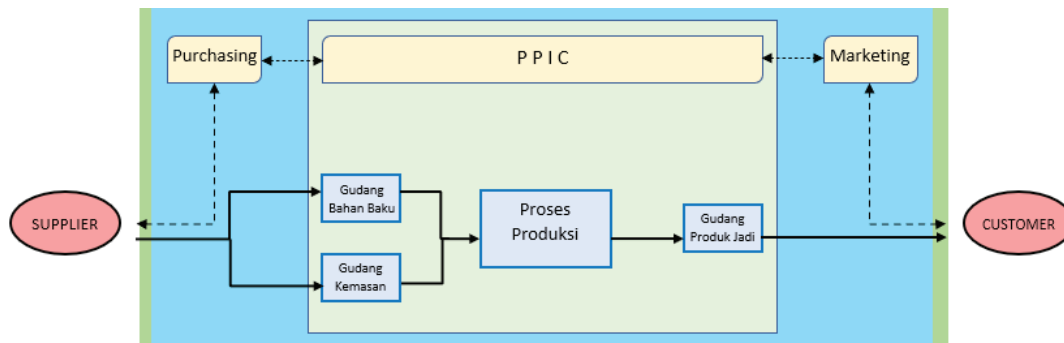 Purchasing
P P I C
Marketing
SUPPLIER
Gudang
Bahan Baku
Gudang
Kemasan
Proses
Produksi
Gudang
Produk Jadi
CUSTOMER